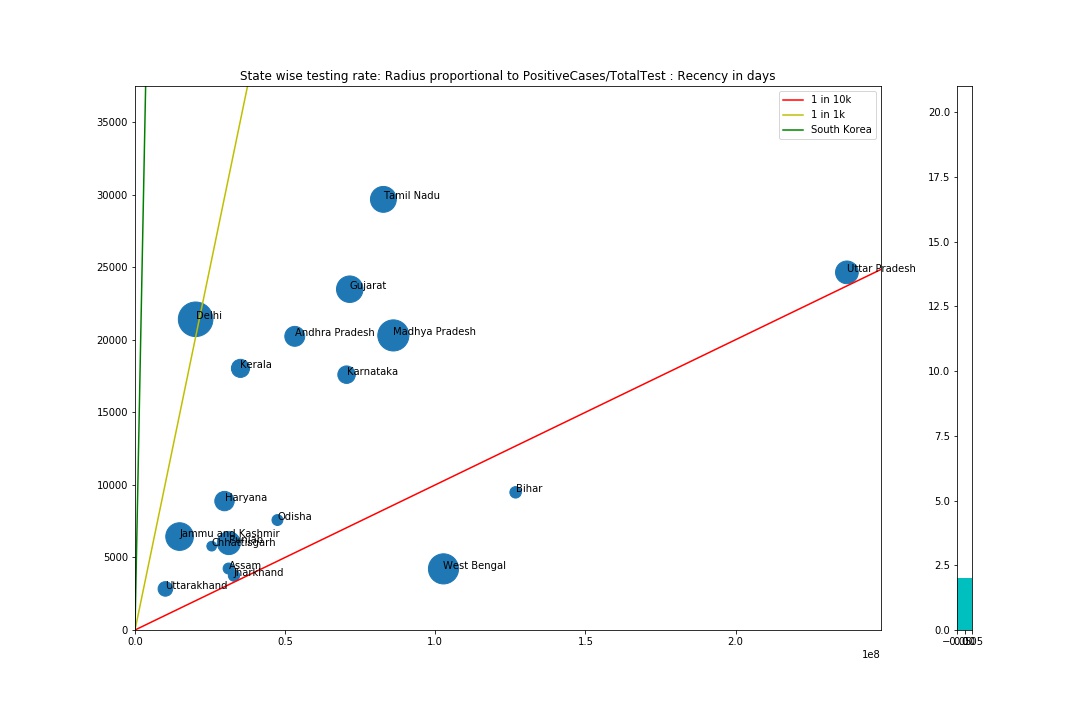 State wise testing rate: Radius proportional to PositiveCases/TotalTest : Recency in days
1 in 10k
1 in 1k
South Korea
35000
30000
25000
20000
15000
10000
5000
0
Tamil Nadu
Uttar Pradesh
Gujarat
Delhi
Andhra Pradesh
Madhya Pradesh
Kerala
Karnataka
Haryana
Bihar
Odisha
Jammu and Kashmir
Chhattisgarh
Assam
West Bengal
Jharkhand
Uttarakhand
0.0
0.5
1.0
1.5
2.0
1e8
20.0
17.5
15.0
12.5
10.0
7.5
5.0
2.5
0.0